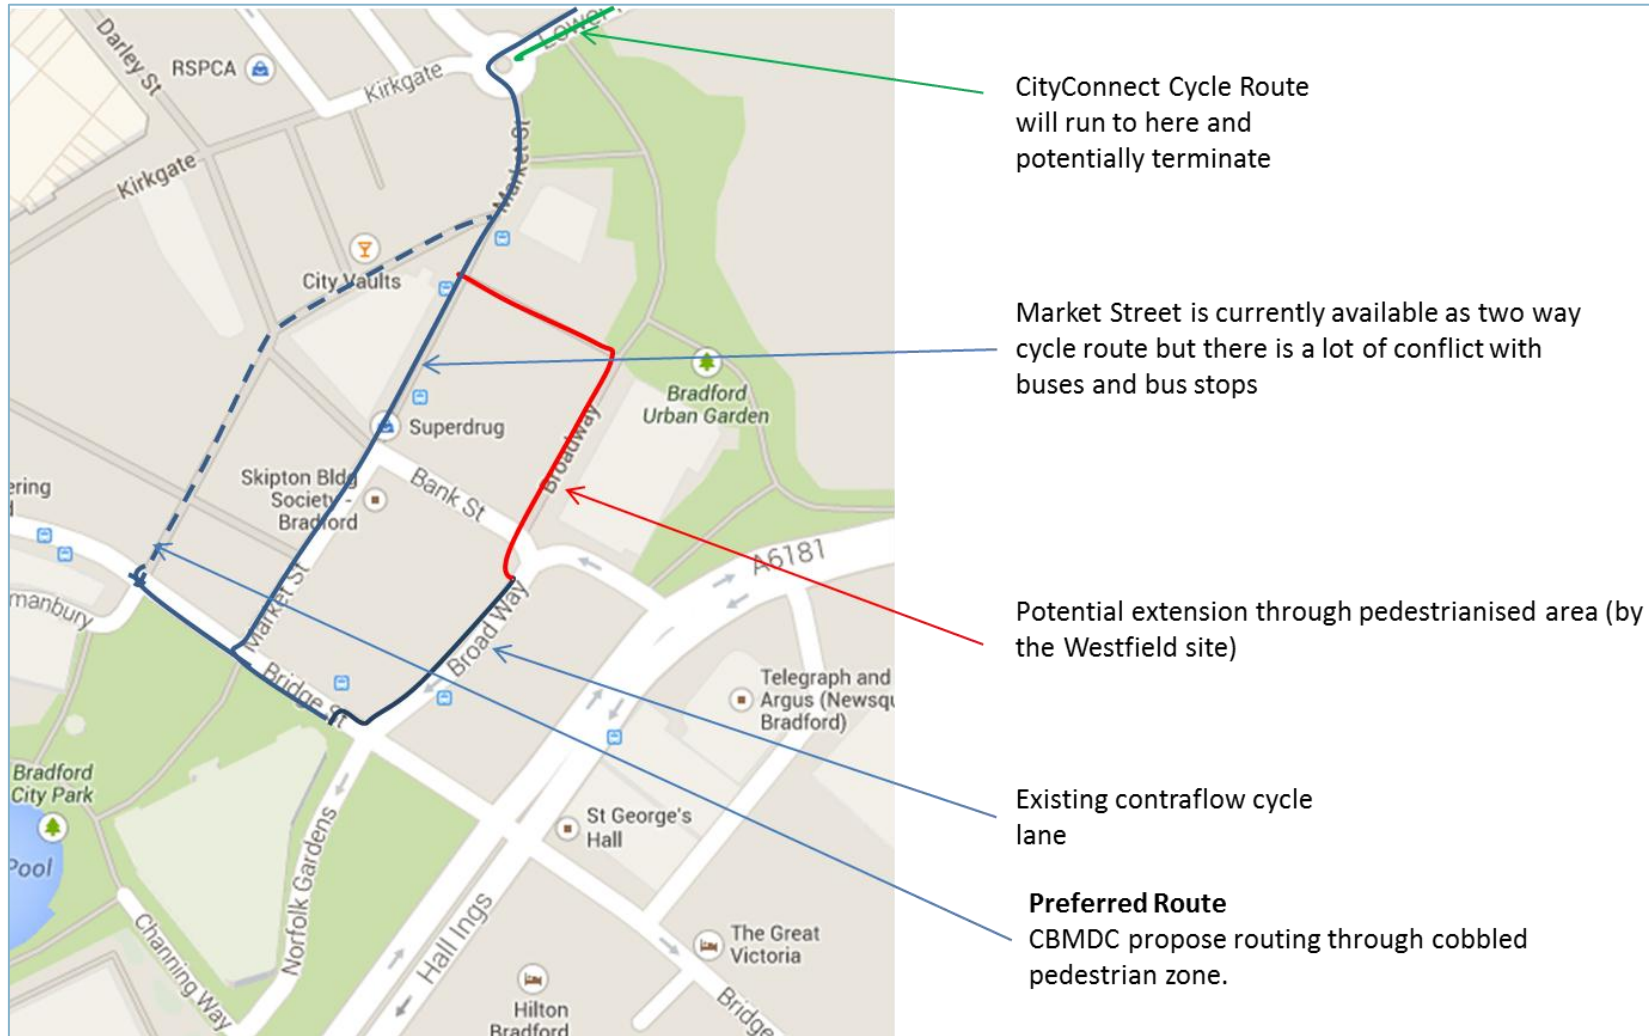 Darley St
RSPCA
Kirkgate
Lower
Kirkgate
Market St
City Vaults
Superdrug
Bradford
Urban Garden
Broadway
Skipton Bldg
Society -
Bradford
Bank St
ering
manbury
Market St
A6181
Broad Way
Bridge St
Telegraph and
Argus (Newsqu
Bradford)
Bradford
City Park
Pool
St George's
Hall
Norfolk Gardens
Channing Way
Hall Ings
The Great
Victoria
Hilton
Bradford
Bridge
CityConnect Cycle Route
will run to here and
potentially terminate
Market Street is currently available as two way
cycle route but there is a lot of conflict with
buses and bus stops
Potential extension through pedestrianised area (by
the Westfield site)
Existing contraflow cycle
lane
Preferred Route
CBMDC propose routing through cobbled
pedestrian zone.